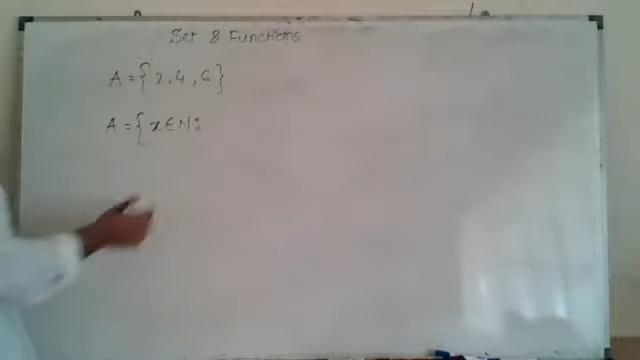 Set & Functions
A = { 2, 4, 6 }
A = { x ∈ N :